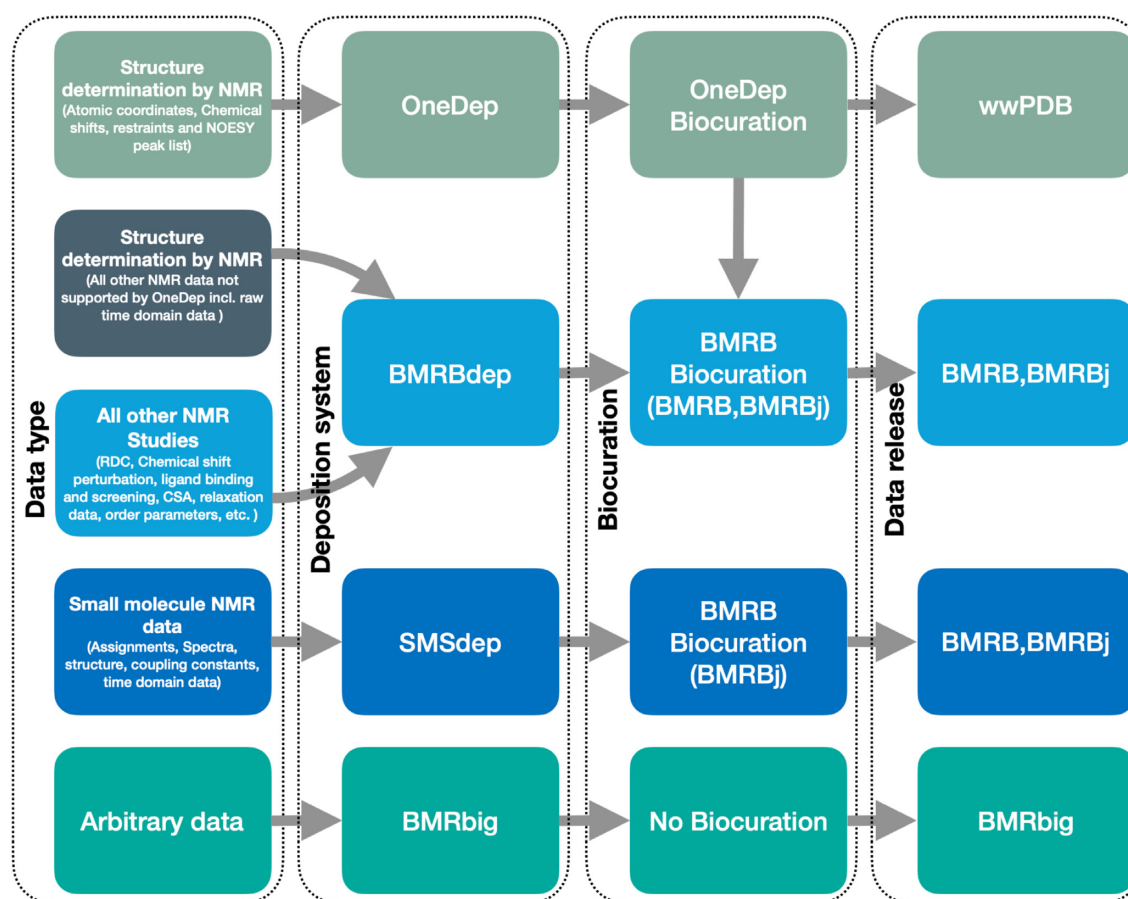 Data type
Deposition system
Biocuration
Data release
Structure
determination by NMR
(Atomic coordinates, Chemical
shifts, restraints and NOESY
peak list)
OneDep
OneDep
Biocuration
wwPDB
Structure
determination by NMR
(All other NMR data not
supported by OneDep incl. raw
time domain data )
BMRBdep
BMRB
Biocuration
(BMRB,BMRBj)
BMRB,BMRBj
All other NMR
Studies
(RDC, Chemical shift
perturbation, ligand binding
and screening, CSA, relaxation
data, order parameters, etc. )
Small molecule NMR
data
(Assignments, Spectra,
structure, coupling constants,
time domain data)
SMSdep
BMRB
Biocuration
(BMRBj)
BMRB,BMRBj
Arbitrary data
BMRbig
No Biocuration
BMRbig